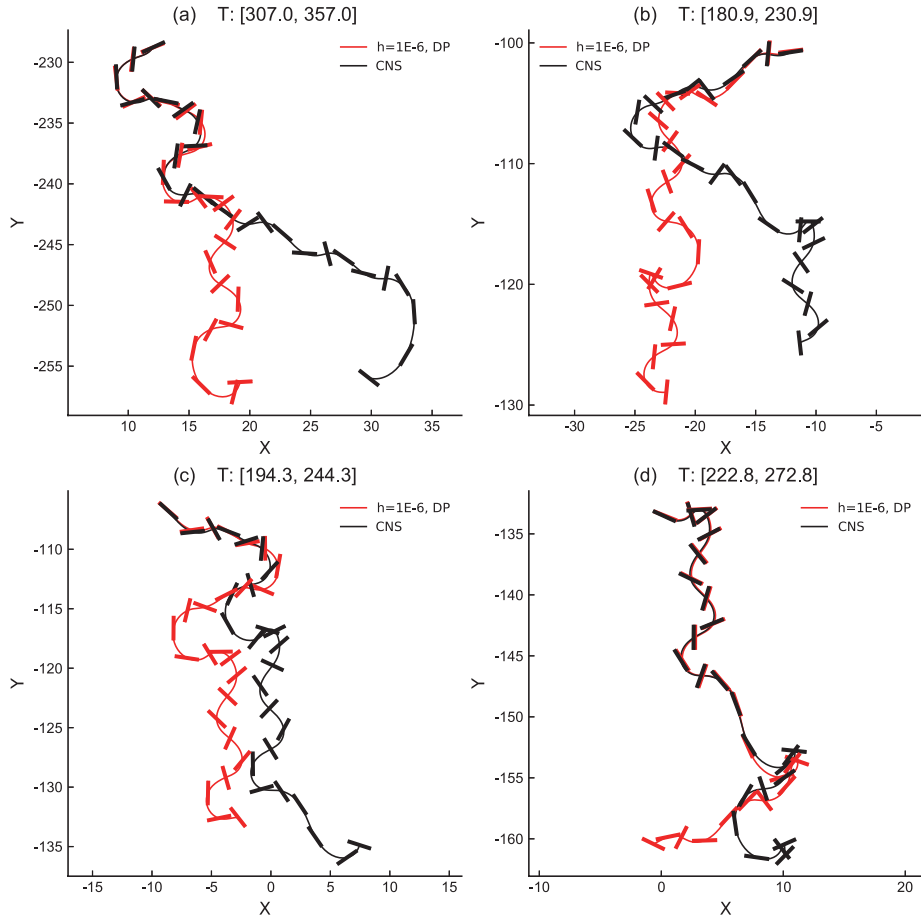 (a) T: [307.0, 357.0]
h=1E-6, DP
CNS
-230
-235
-240
-245
-250
-255
Y
10 15 20 25 30 35
X
(b) T: [180.9, 230.9]
h=1E-6, DP
CNS
-100
-110
-120
-130
Y
-30 -25 -20 -15 -10 -5
X
(c) T: [194.3, 244.3]
h=1E-6, DP
CNS
-110
-115
-120
-125
-130
-135
Y
-15 -10 -5 0 5 10 15
X
(d) T: [222.8, 272.8]
h=1E-6, DP
CNS
-135
-140
-145
-150
-155
-160
Y
-10 0 10 20
X